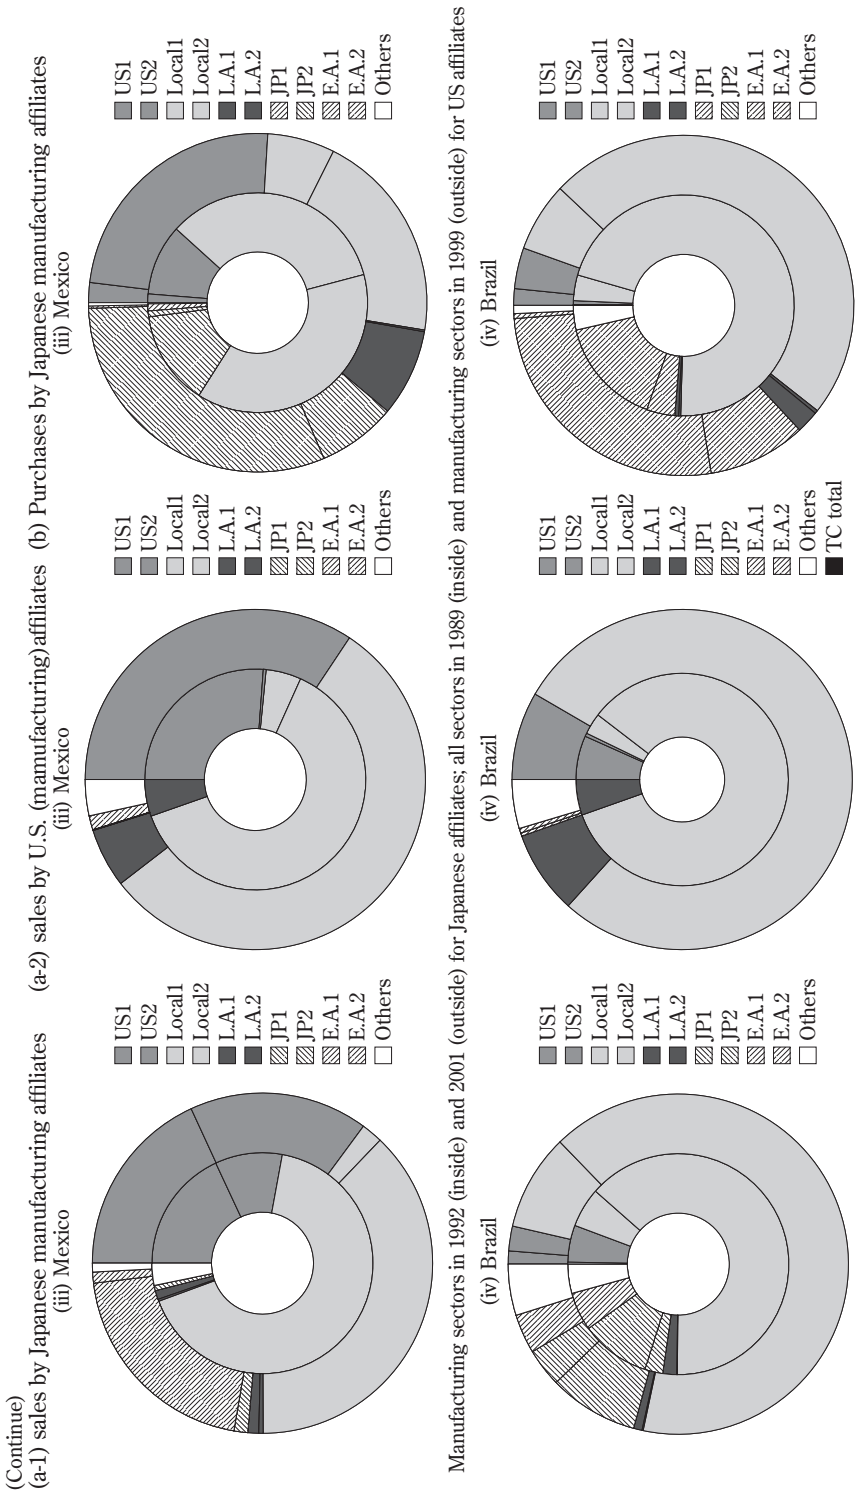 (Continue)
(a-1) sales by Japanese manufacturing affiliates
(iii) Mexico
US1
US2
Local1
Local2
L.A.1
L.A.2
JP1
JP2
E.A.1
E.A.2
Others
(a-2) sales by U.S. (mamufacturing)affiliates
(iii) Mexico
US1
US2
Local1
Local2
L.A.1
L.A.2
JP1
JP2
E.A.1
E.A.2
Others
(b) Purchases by Japanese manufacturing affiliates
(iii) Mexico
US1
US2
Local1
Local2
L.A.1
L.A.2
JP1
JP2
E.A.1
E.A.2
Others
Manufacturing sectors in 1992 (inside) and 2001 (outside) for Japanese affiliates; all sectors in 1989 (inside) and manufacturing sectors in 1999 (outside) for US affiliates
(iv) Brazil
US1
US2
Local1
Local2
L.A.1
L.A.2
JP1
JP2
E.A.1
E.A.2
Others
(iv) Brazil
US1
US2
Local1
Local2
L.A.1
L.A.2
JP1
JP2
E.A.1
E.A.2
Others
TC total
(iv) Brazil
US1
US2
Local1
Local2
L.A.1
L.A.2
JP1
JP2
E.A.1
E.A.2
Others